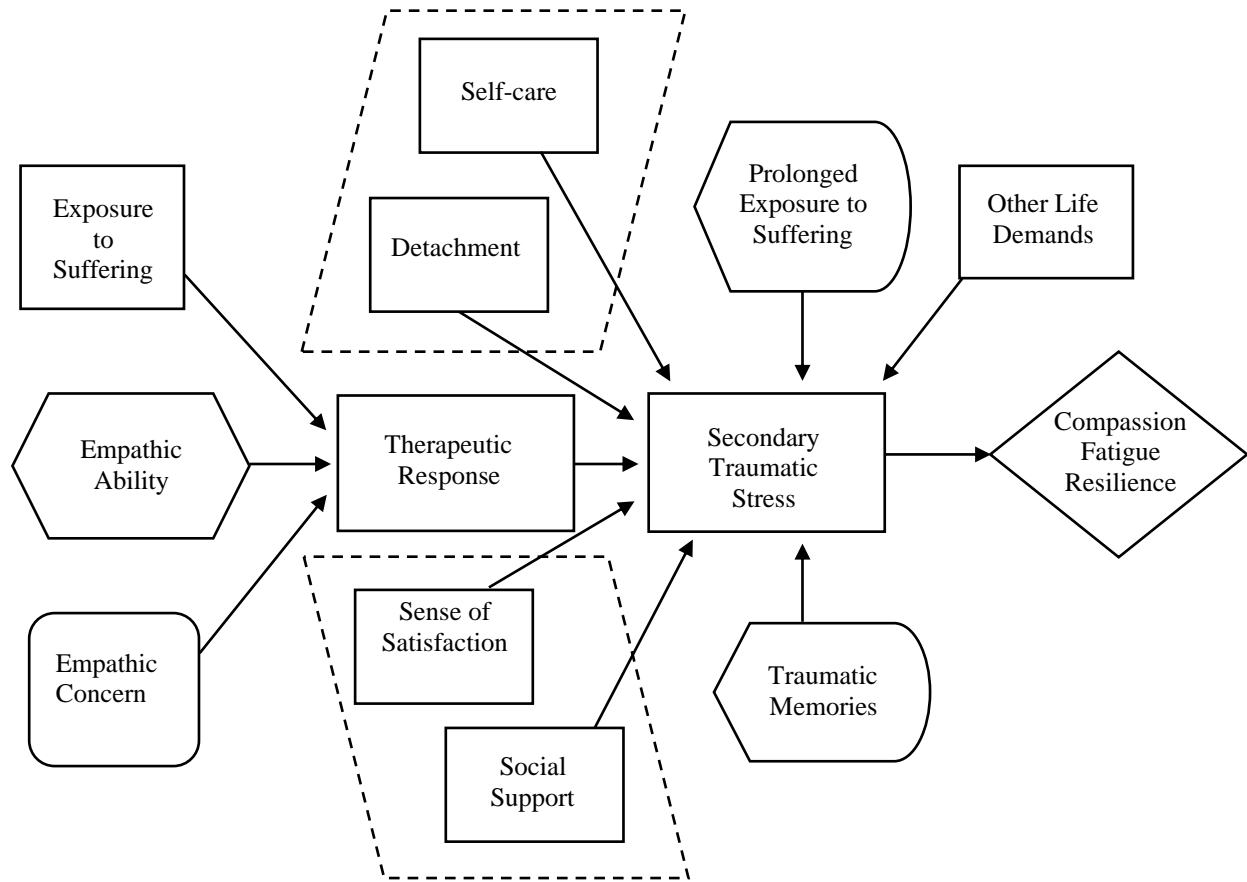 Self-care
Prolonged
Exposure to
Suffering
Other Life
Demands
Exposure
to
Suffering
Detachment
Empathic
Ability
Therapeutic
Response
Secondary
Traumatic
Stress
Compassion
Fatigue
Resilience
Empathic
Concern
Sense of
Satisfaction
Traumatic
Memories
Social
Support